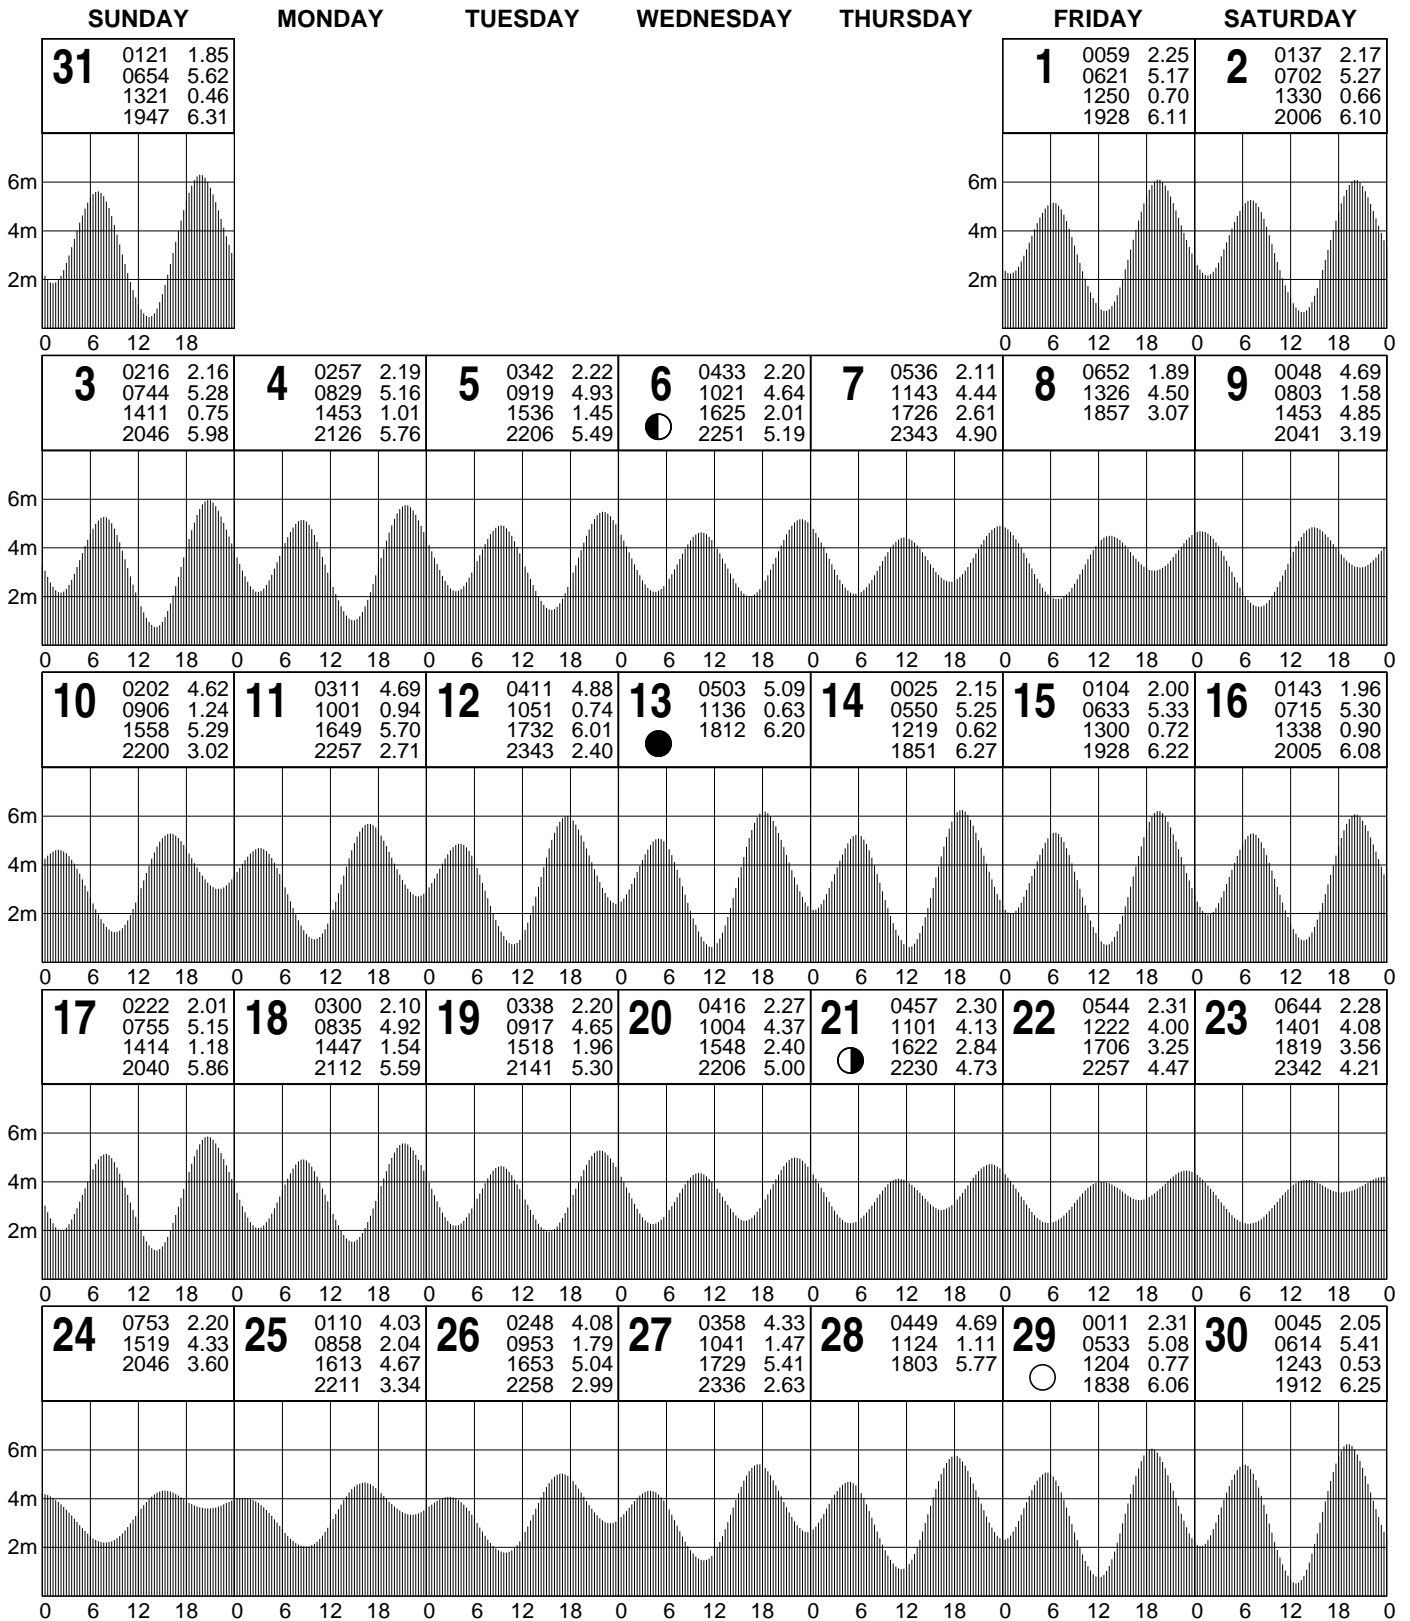 SUNDAY MONDAY TUESDAY WEDNESDAY THURSDAY FRIDAY SATURDAY
31 1 2
0121 1.85 0059 2.25 0137 2.17
0654 5.62 0621 5.17 0702 5.27
1321 0.46 1250 0.70 1330 0.66
1947 6.31 1928 6.11 2006 6.10
6m 6m
4m 4m
2m 2m
0 6 12 18 0 6 12 18 0 6 12 18 0
3 4 5 6 7 8 9
0216 2.16 0257 2.19 0342 2.22 0433 2.20 0536 2.11 0652 1.89 0048 4.69
0744 5.28 0829 5.16 0919 4.93 1021 4.64 1143 4.44 1326 4.50 0803 1.58
1411 0.75 1453 1.01 1536 1.45 1625 2.01 1726 2.61 1857 3.07 1453 4.85
2046 5.98 2126 5.76 2206 5.49 2251 5.19 2343 4.90 2041 3.19
6m
4m
2m
0 6 12 18 0 6 12 18 0 6 12 18 0 6 12 18 0 6 12 18 0 6 12 18 0 6 12 18 0
10 11 12 13 14 15 16
0202 4.62 0311 4.69 0411 4.88 0503 5.09 0025 2.15 0104 2.00 0143 1.96
0906 1.24 1001 0.94 1051 0.74 1136 0.63 0550 5.25 0633 5.33 0715 5.30
1558 5.29 1649 5.70 1732 6.01 1812 6.20 1219 0.62 1300 0.72 1338 0.90
2200 3.02 2257 2.71 2343 2.40 1851 6.27 1928 6.22 2005 6.08
6m
4m
2m
0 6 12 18 0 6 12 18 0 6 12 18 0 6 12 18 0 6 12 18 0 6 12 18 0 6 12 18 0
17 18 19 20 21 22 23
0222 2.01 0300 2.10 0338 2.20 0416 2.27 0457 2.30 0544 2.31 0644 2.28
0755 5.15 0835 4.92 0917 4.65 1004 4.37 1101 4.13 1222 4.00 1401 4.08
1414 1.18 1447 1.54 1518 1.96 1548 2.40 1622 2.84 1706 3.25 1819 3.56
2040 5.86 2112 5.59 2141 5.30 2206 5.00 2230 4.73 2257 4.47 2342 4.21
6m
4m
2m
0 6 12 18 0 6 12 18 0 6 12 18 0 6 12 18 0 6 12 18 0 6 12 18 0 6 12 18 0
24 25 26 27 28 29 30
0753 2.20 0110 4.03 0248 4.08 0358 4.33 0449 4.69 0011 2.31 0045 2.05
1519 4.33 0858 2.04 0953 1.79 1041 1.47 1124 1.11 0533 5.08 0614 5.41
2046 3.60 1613 4.67 1653 5.04 1729 5.41 1803 5.77 1204 0.77 1243 0.53
2211 3.34 2258 2.99 2336 2.63 1838 6.06 1912 6.25
6m
4m
2m
0 6 12 18 0 6 12 18 0 6 12 18 0 6 12 18 0 6 12 18 0 6 12 18 0 6 12 18 0